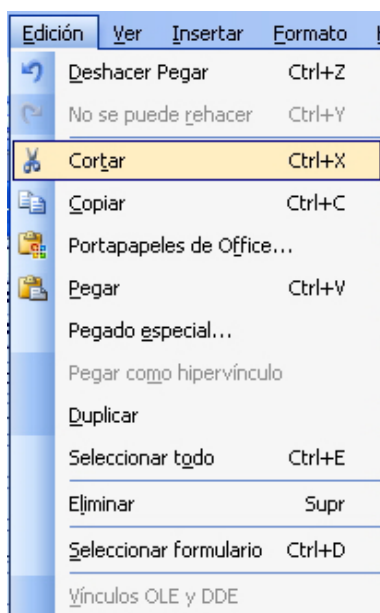 Edición Ver Insertar Formato
Deshacer Pegar Ctrl+Z
No se puede rehacer Ctrl+Y
Cortar Ctrl+X
Copiar Ctrl+C
Portapapeles de Office...
Pegar Ctrl+V
Pegado especial...
Pegar como hipervínculo
Duplicar
Seleccionar todo Ctrl+E
Eliminar Supr
Seleccionar formulario Ctrl+D
Vínculos OLE y DDE